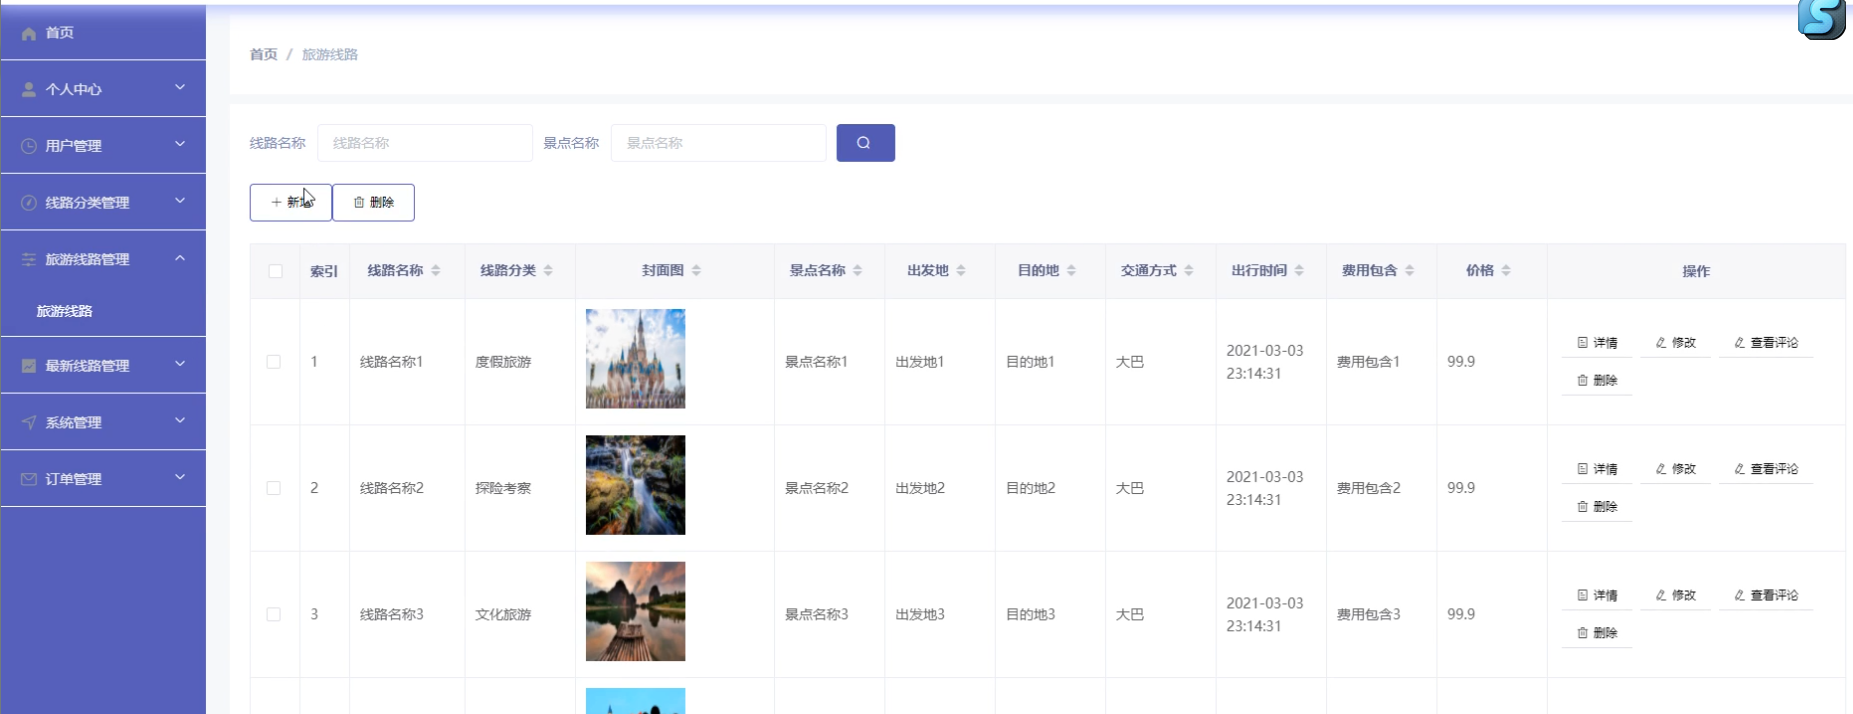 首页
个人中心
用户管理
线路分类管理
旅游线路管理
旅游线路
最新线路管理
系统管理
订单管理
首页 / 旅游线路
线路名称 线路名称 景点名称 景点名称
新增 删除
索引 线路名称 线路分类 封面图 景点名称 出发地 目的地 交通方式 出行时间 费用包含 价格 操作
1 线路名称1 度假旅游 景点名称1 出发地1 目的地1 大巴 2021-03-03 23:14:31 费用包含1 99.9 详情 修改 查看评论
删除
2 线路名称2 探险考察 景点名称2 出发地2 目的地2 大巴 2021-03-03 23:14:31 费用包含2 99.9 详情 修改 查看评论
删除
3 线路名称3 文化旅游 景点名称3 出发地3 目的地3 大巴 2021-03-03 23:14:31 费用包含3 99.9 详情 修改 查看评论
删除